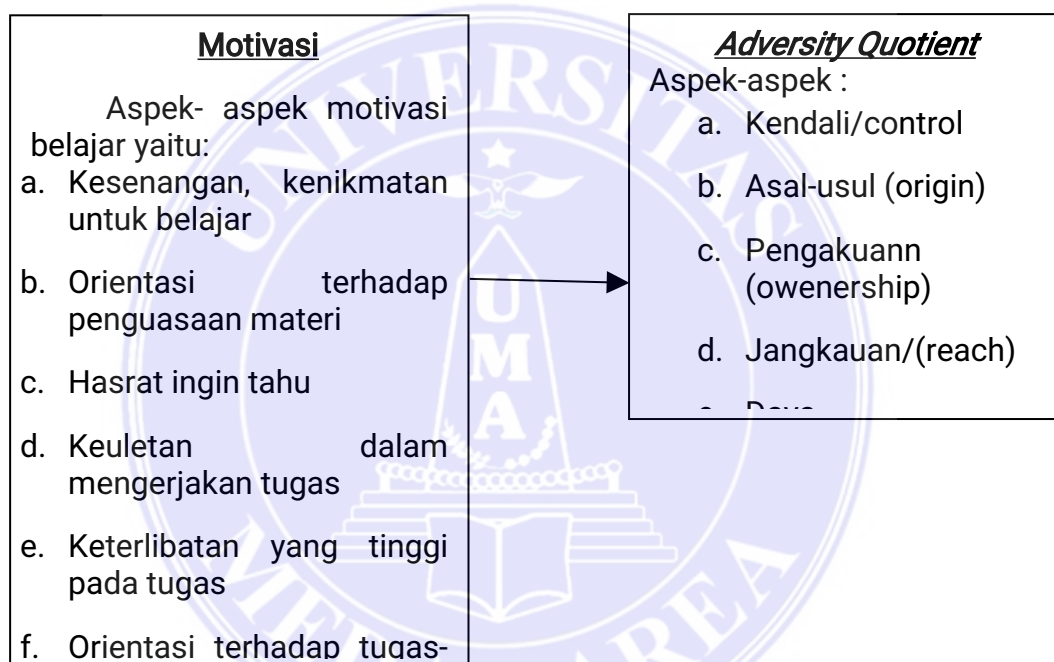 Motivasi
Aspek- aspek motivasi
belajar yaitu:
a. Kesenangan, kenikmatan
untuk belajar
b. Orientasi terhadap
penguasaan materi
c. Hasrat ingin tahu
d. Keuletan dalam
mengerjakan tugas
e. Keterlibatan yang tinggi
pada tugas
f. Orientasi terhadap tugas-
Adversity Quotient
Aspek-aspek :
a. Kendali/control
b. Asal-usul (origin)
c. Pengakuann
(owenership)
d. Jangkauan/(reach)
UNIVERSITAS
UMA